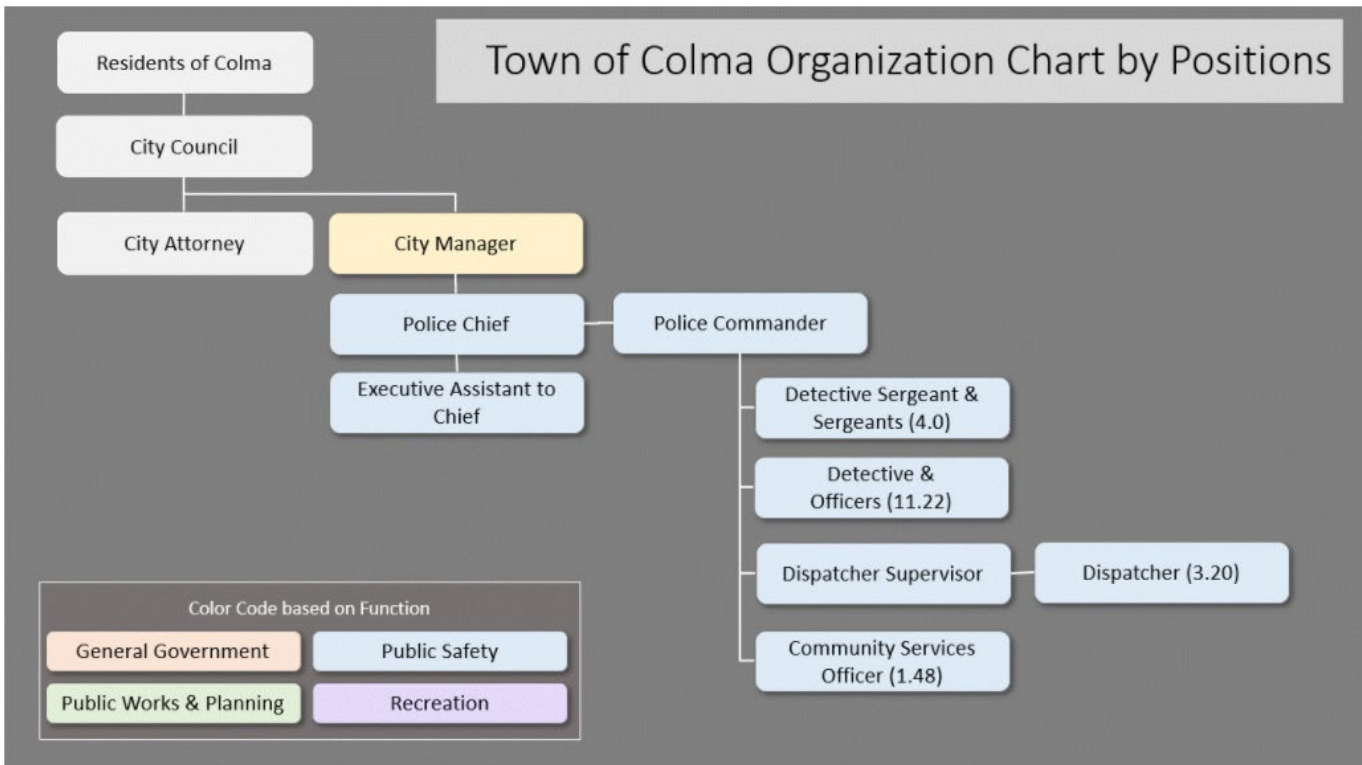 Town of Colma Organization Chart by Positions
Residents of Colma
City Council
City Attorney
City Manager
Police Chief
Police Commander
Executive Assistant to
Chief
Detective Sergeant &
Sergeants (4.0)
Detective &
Officers (11.22)
Dispatcher Supervisor
Dispatcher (3.20)
Community Services
Officer (1.48)
Color Code based on Function
General Government
Public Safety
Public Works & Planning
Recreation